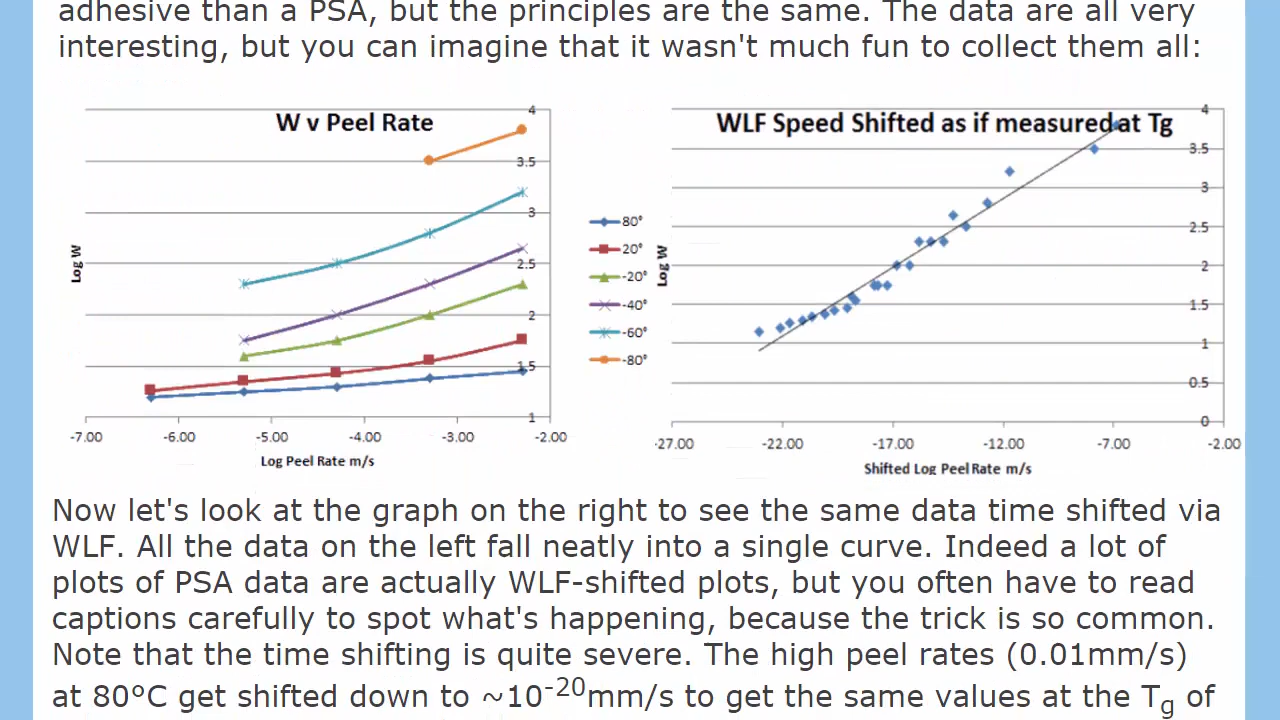 adhesive than a PSA, but the principles are the same. The data are all very
interesting, but you can imagine that it wasn't much fun to collect them all:
W v Peel Rate
4
3.5
3
2.5
2
1.5
1
Log W
-7.00 -6.00 -5.00 -4.00 -3.00 -2.00
Log Peel Rate m/s
80°
20°
-20°
-40°
-60°
-80°
WLF Speed Shifted as if measured at Tg
4
3.5
3
2.5
2
1.5
1
0.5
0
Log W
-27.00 -22.00 -17.00 -12.00 -7.00 -2.00
Shifted Log Peel Rate m/s
Now let's look at the graph on the right to see the same data time shifted via
WLF. All the data on the left fall neatly into a single curve. Indeed a lot of
plots of PSA data are actually WLF-shifted plots, but you often have to read
captions carefully to spot what's happening, because the trick is so common.
Note that the time shifting is quite severe. The high peel rates (0.01mm/s)
at 80°C get shifted down to ~10⁻²⁰mm/s to get the same values at the Tg of